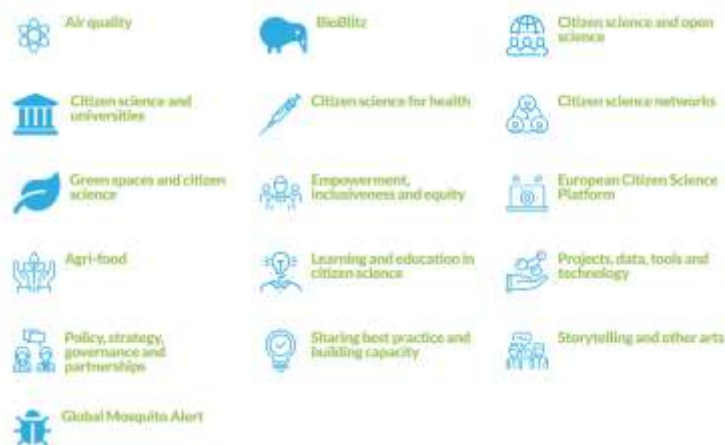 Air quality
BioBlitz
Citizen science and open
science
Citizen science and
universities
Citizen science for health
Citizen science networks
Green spaces and citizen
science
Empowerment,
inclusiveness and equity
European Citizen Science
Platform
Agri-food
Learning and education in
citizen science
Projects, data, tools and
technology
Policy, strategy,
governance and
partnerships
Sharing best practice and
building capacity
Storytelling and other arts
Global Mosquito Alert